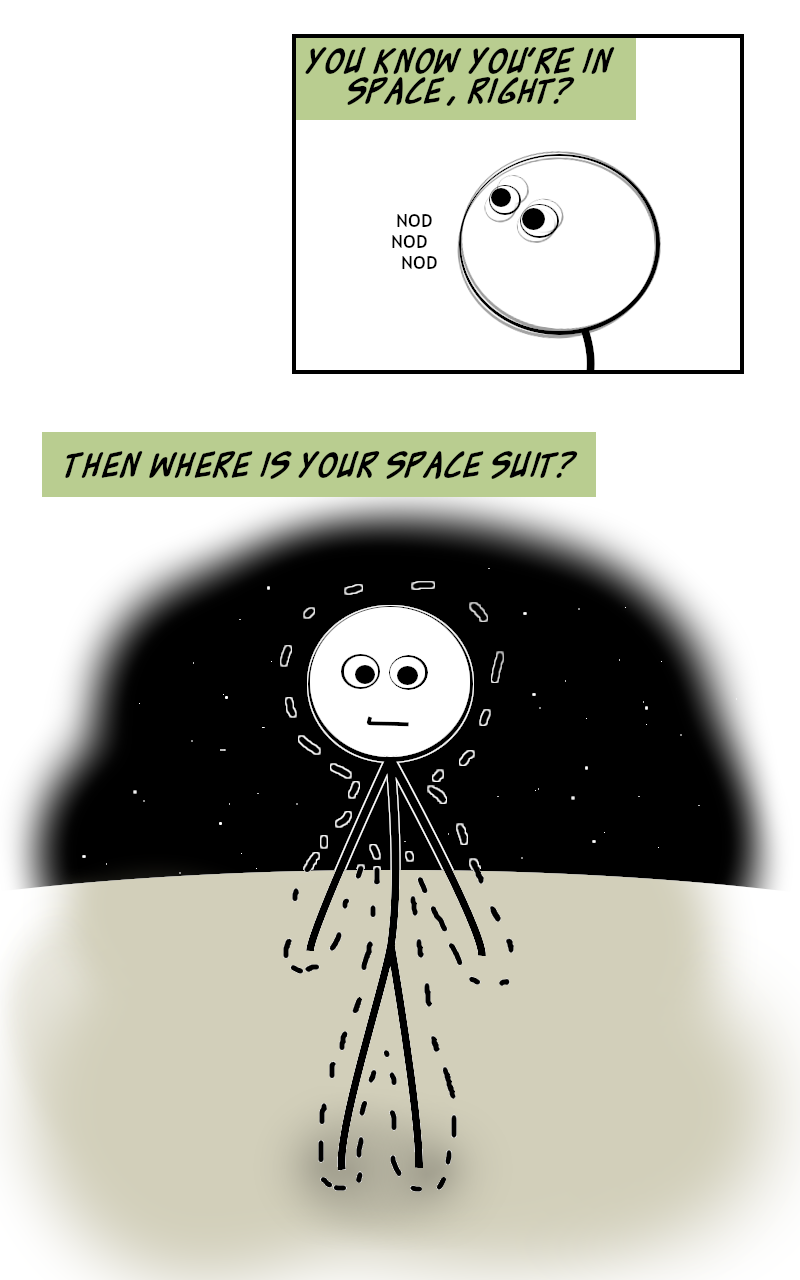 YOU KNOW YOU'RE IN
SPACE, RIGHT?
NOD
NOD
NOD
THEN WHERE IS YOUR SPACE SUIT?